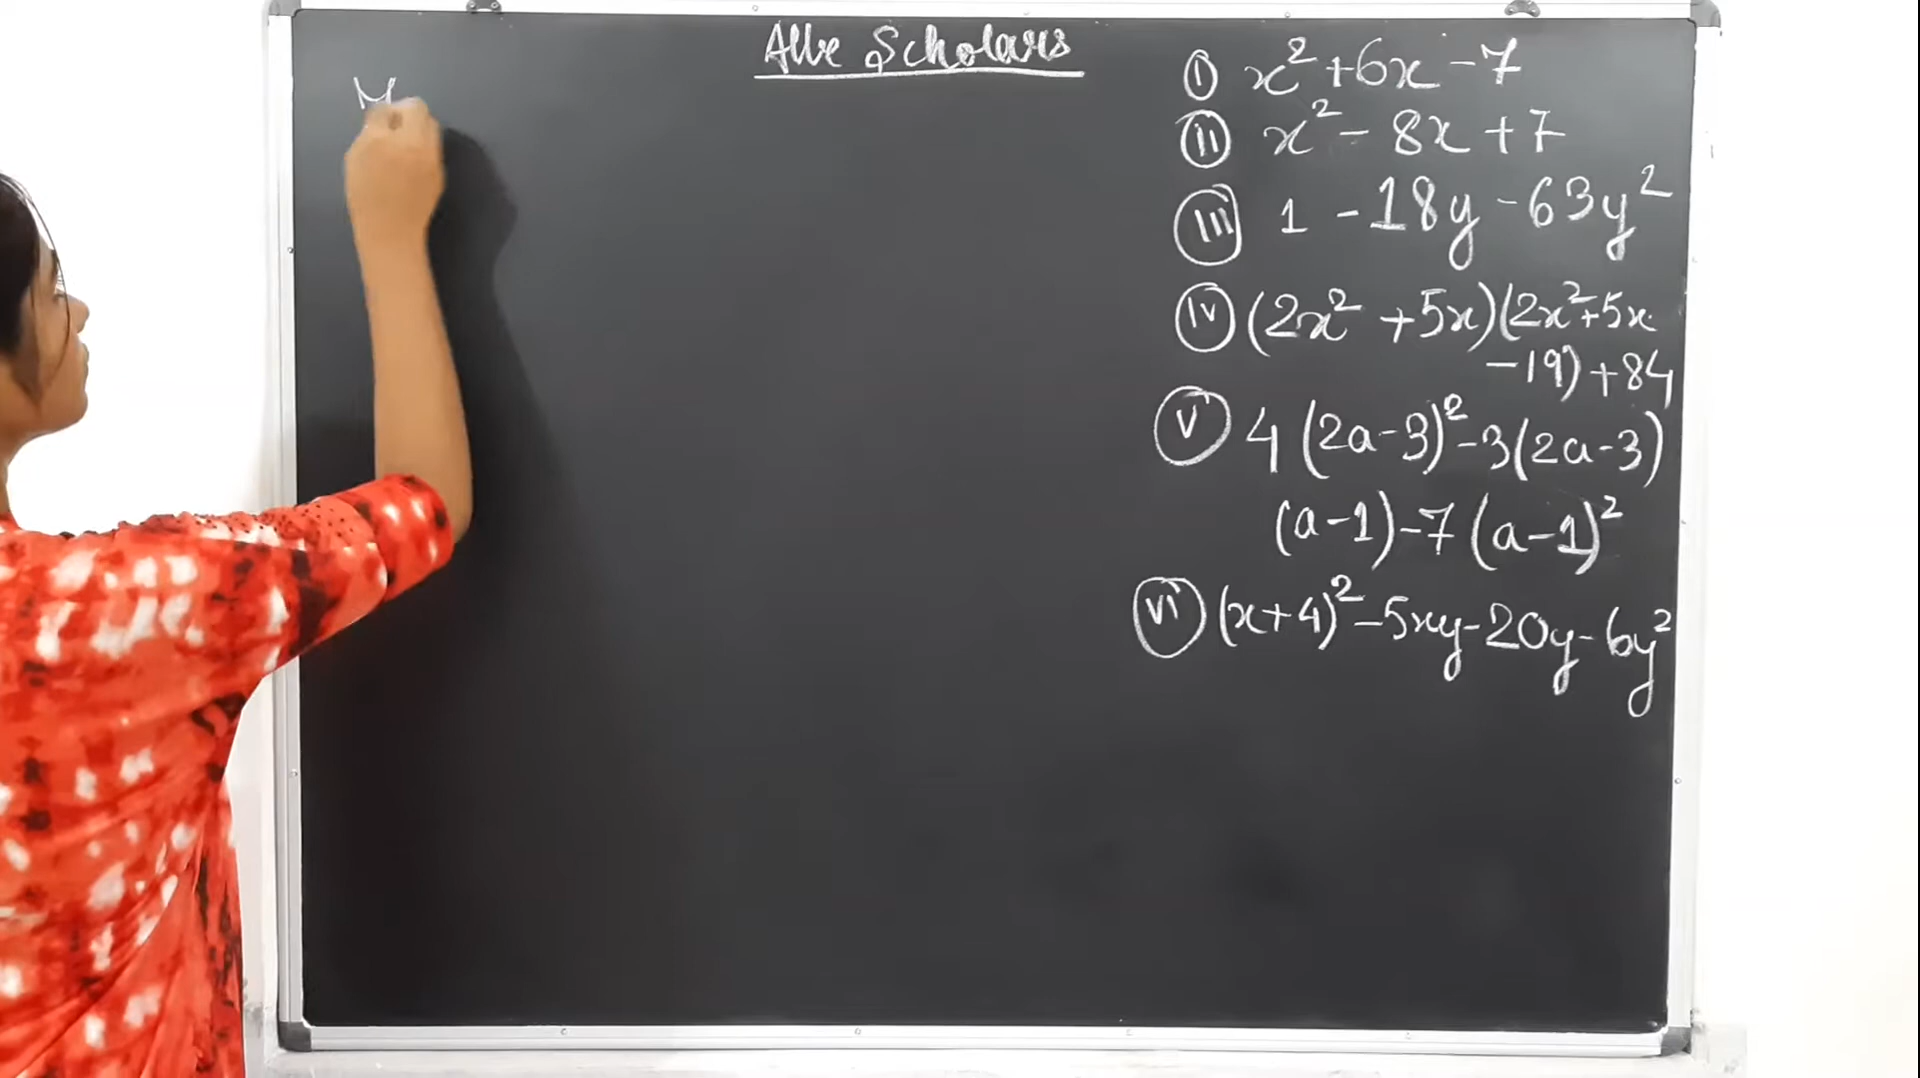 Allve Scholars
M
(i) x² + 6x - 7
(ii) x² - 8x + 7
(iii) 1 - 18y - 63y²
(iv) (2x² + 5x)(2x² + 5x
- 19) + 84
(v) 4(2a - 3)² - 3(2a - 3)
(a - 1) - 7(a - 1)²
(vi) (x + 4)² - 5xy - 20y - 6y²